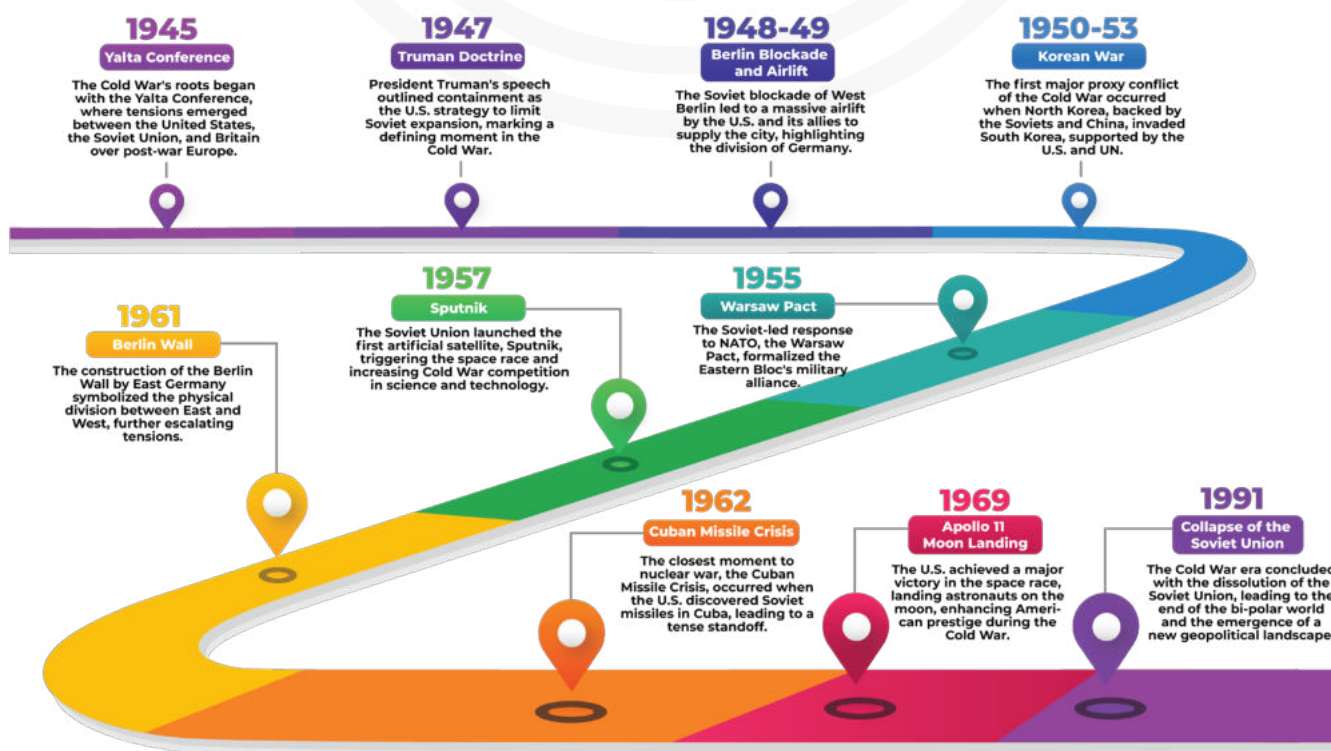 1945
Yalta Conference
The Cold War's roots began
with the Yalta Conference,
where tensions emerged
between the United States,
the Soviet Union, and Britain
over post-war Europe.
1947
Truman Doctrine
President Truman's speech
outlined containment as
the U.S. strategy to limit
Soviet expansion, marking a
defining moment in the
Cold War.
1948-49
Berlin Blockade
and Airlift
The Soviet blockade of West
Berlin led to a massive airlift
by the U.S. and its allies to
supply the city, highlighting
the division of Germany.
1950-53
Korean War
The first major proxy conflict
of the Cold War occurred
when North Korea, backed by
the Soviets and China, invaded
South Korea, supported by the
U.S. and UN.
1955
Warsaw Pact
The Soviet-led response
to NATO, the Warsaw
Pact, formalized the
Eastern Bloc's military
alliance.
1957
Sputnik
The Soviet Union launched the
first artificial satellite, Sputnik,
triggering the space race and
increasing Cold War competition
in science and technology.
1961
Berlin Wall
The construction of the Berlin
Wall by East Germany
symbolized the physical
division between East and
West, further escalating
tensions.
1962
Cuban Missile Crisis
The closest moment to
nuclear war, the Cuban
Missile Crisis, occurred when
the U.S. discovered Soviet
missiles in Cuba, leading to a
tense standoff.
1969
Apollo 11
Moon Landing
The U.S. achieved a major
victory in the space race,
landing astronauts on the
moon, enhancing Ameri-
can prestige during the
Cold War.
1991
Collapse of the
Soviet Union
The Cold War era concluded
with the dissolution of the
Soviet Union, leading to the
end of the bi-polar world
and the emergence of a
new geopolitical landscape